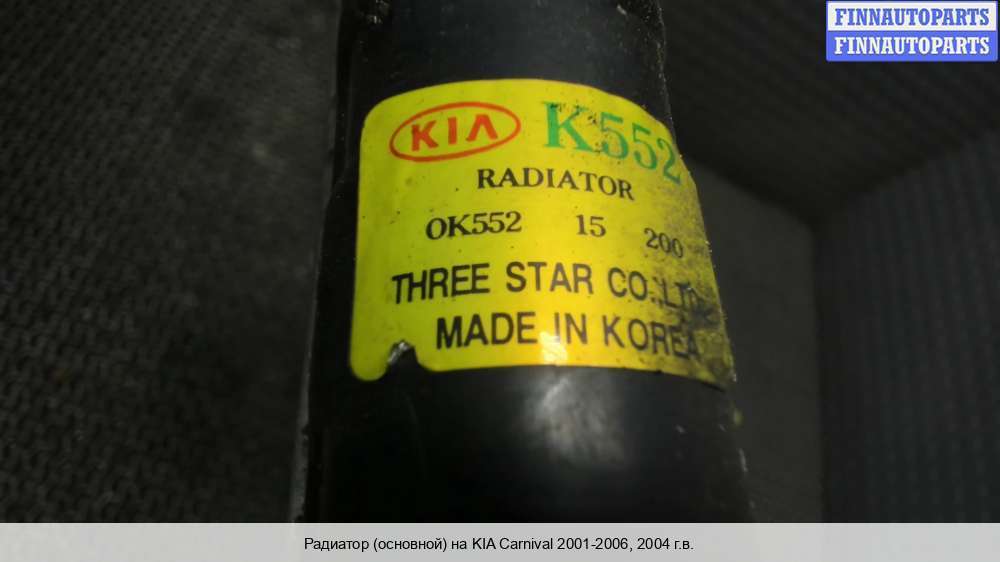 FINNAUTOPARTS
FINNAUTOPARTS
KIA K552
RADIATOR
OK552 15 200
THREE STAR CO., LTD
MADE IN KOREA
Радиатор (основной) на KIA Carnival 2001-2006, 2004 г.в.